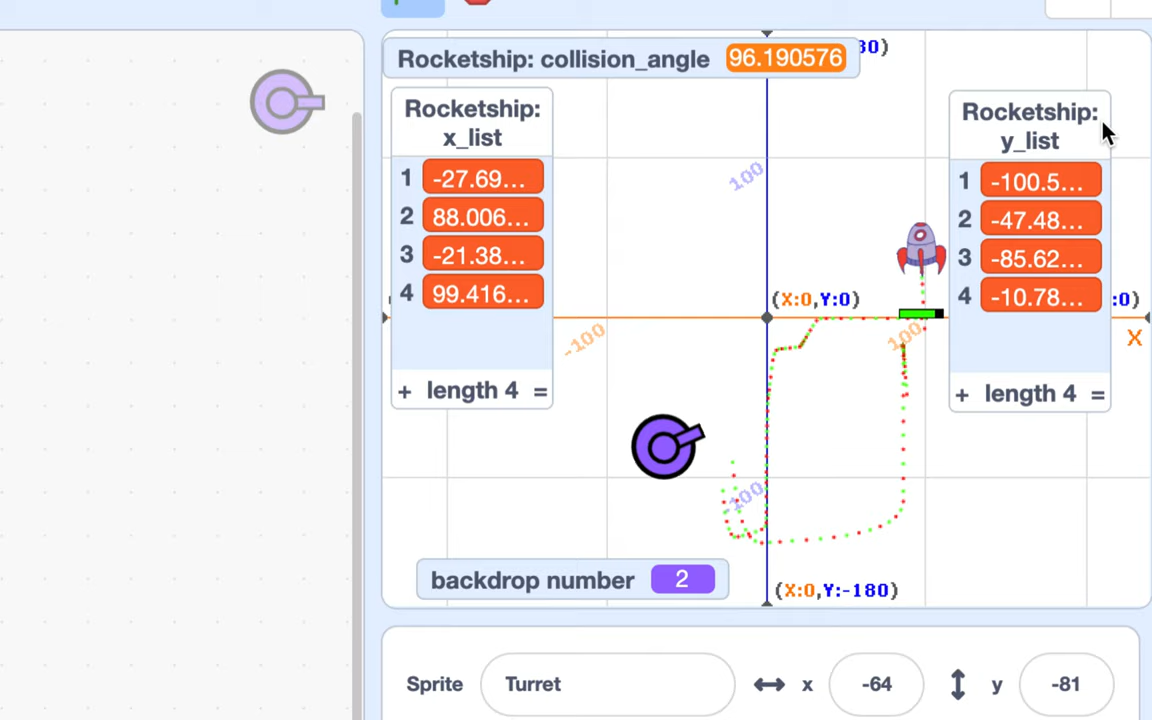 Rocketship: collision_angle 96.190576
30)
Rocketship:
x_list
1 -27.69...
2 88.006...
3 -21.38...
4 99.416...
+ length 4 =
Rocketship:
y_list
1 -100.5...
2 -47.48...
3 -85.62...
4 -10.78...
+ length 4 =
100
(X:0,Y:0)
:0)
-100
100
X
-100
backdrop number 2
(X:0,Y:-180)
Sprite Turret x -64 y -81